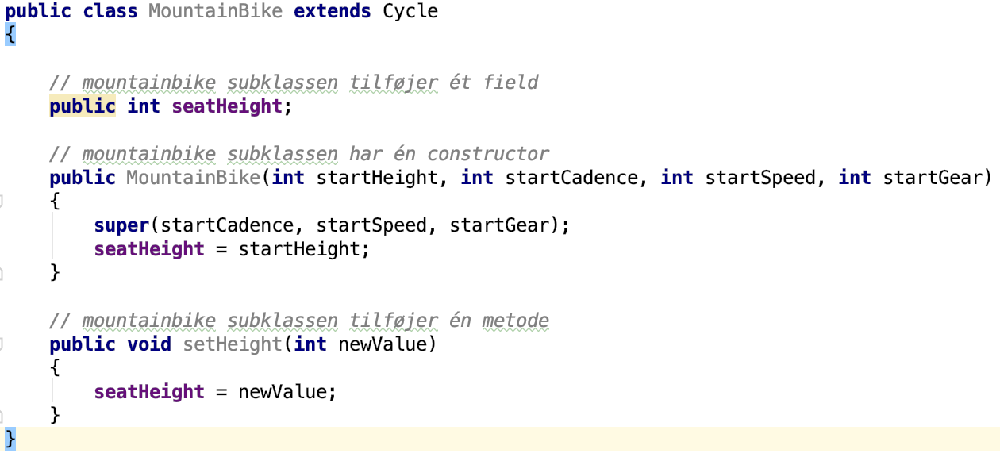 public class MountainBike extends Cycle
{
// mountainbike subklassen tilføjer ét field
public int seatHeight;
// mountainbike subklassen har én constructor
public MountainBike(int startHeight, int startCadence, int startSpeed, int startGear)
{
super(startCadence, startSpeed, startGear);
seatHeight = startHeight;
}
// mountainbike subklassen tilføjer én metode
public void setHeight(int newValue)
{
seatHeight = newValue;
}
}